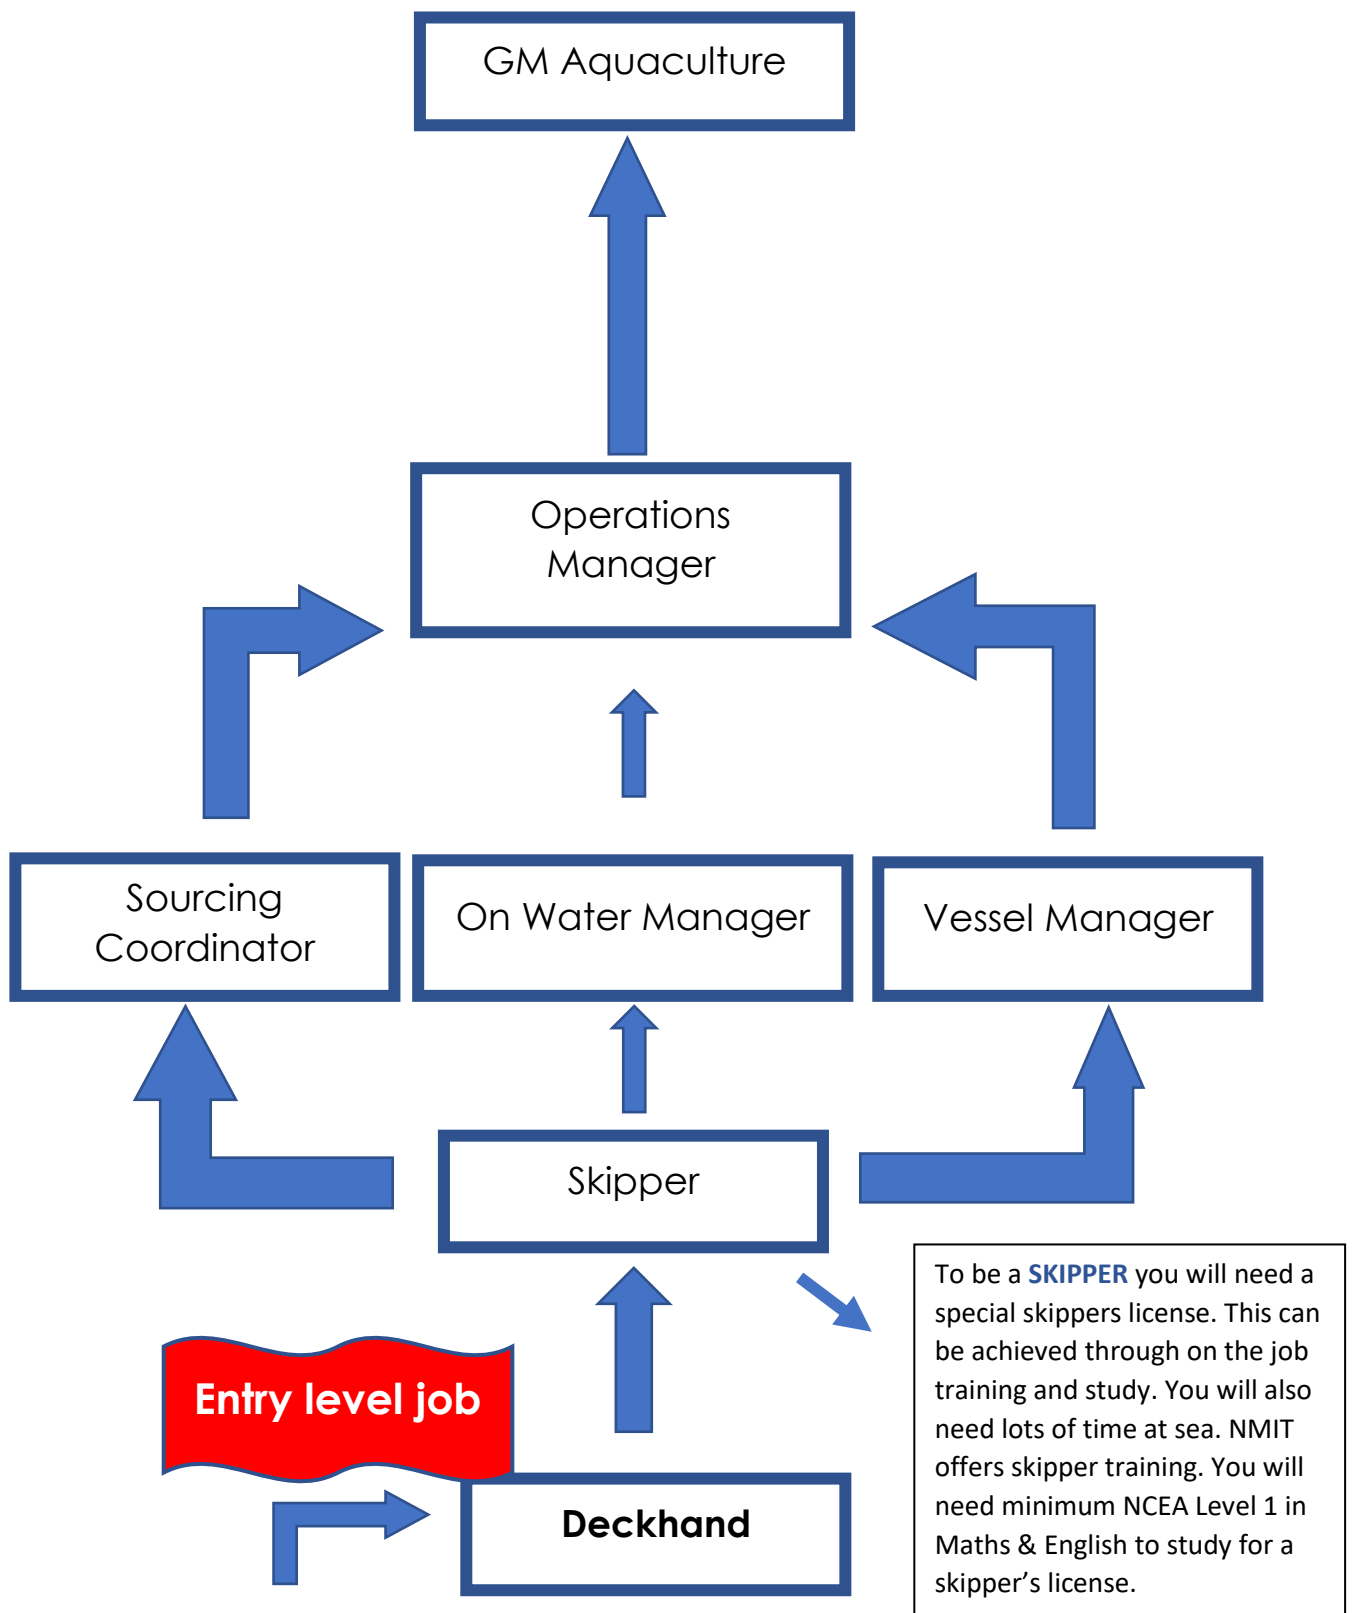 GM Aquaculture
Operations
Manager
Sourcing
Coordinator
On Water Manager
Vessel Manager
Skipper
To be a SKIPPER you will need a
special skippers license. This can
be achieved through on the job
training and study. You will also
need lots of time at sea. NMIT
offers skipper training. You will
need minimum NCEA Level 1 in
Maths & English to study for a
skipper’s license.
Entry level job
Deckhand